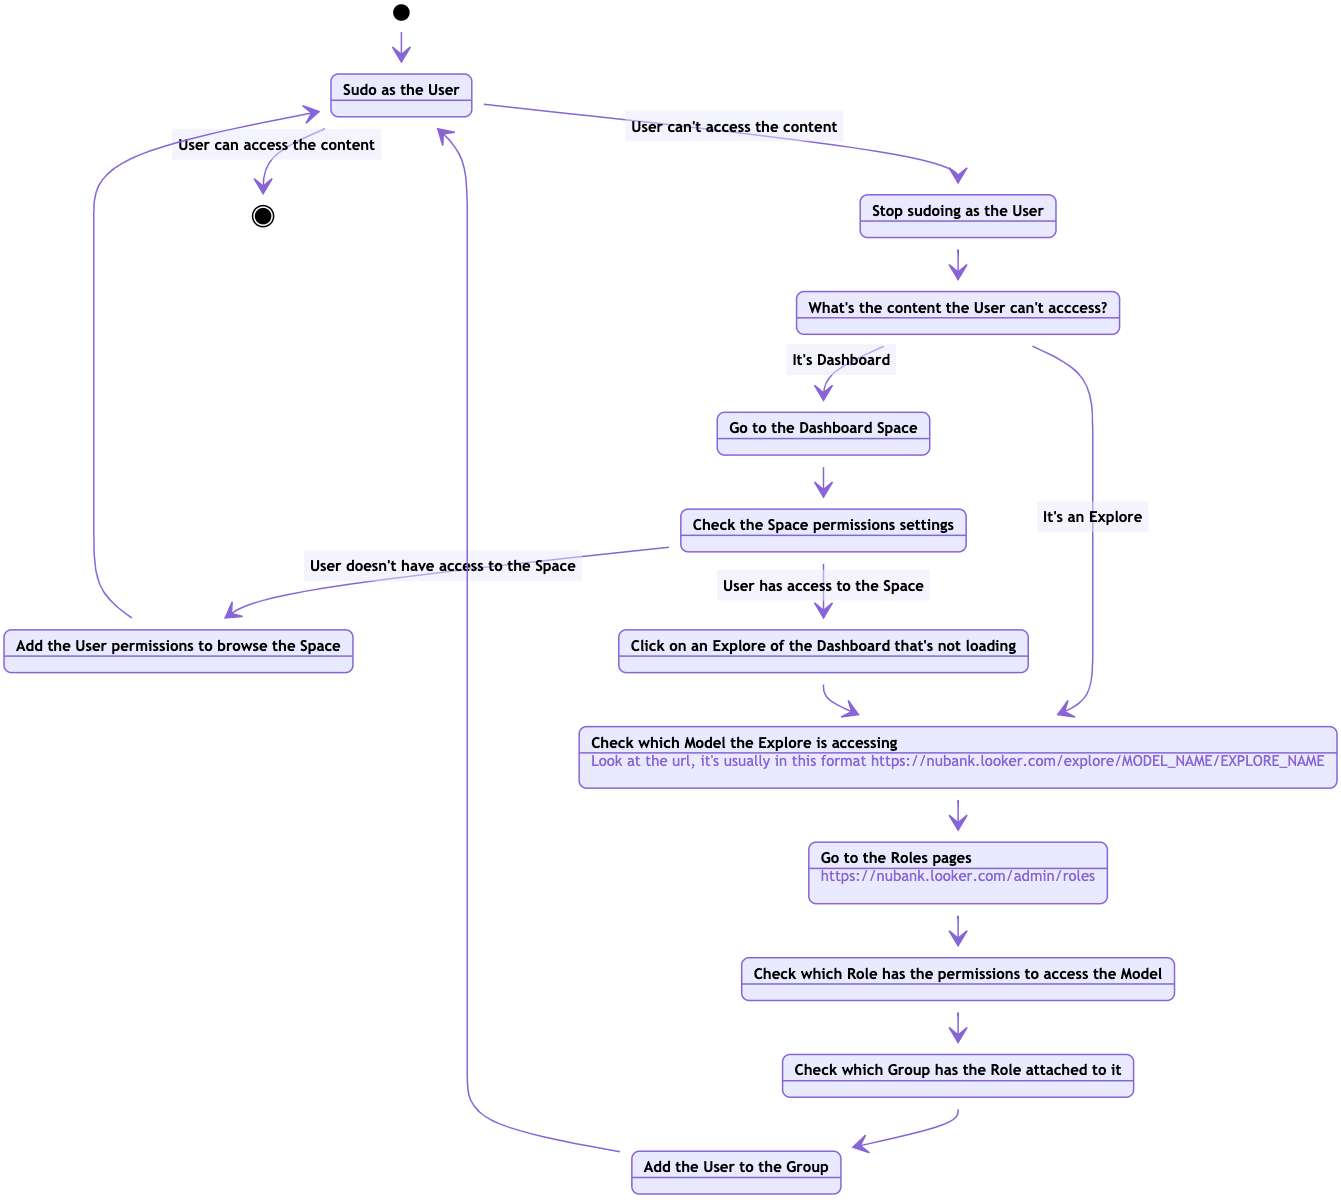 Sudo as the User
User can't access the content
User can access the content
Stop sudoing as the User
What's the content the User can't acccess?
It's Dashboard
Go to the Dashboard Space
It's an Explore
Check the Space permissions settings
User doesn't have access to the Space
User has access to the Space
Add the User permissions to browse the Space
Click on an Explore of the Dashboard that's not loading
Check which Model the Explore is accessing
Look at the url, it's usually in this format https://nubank.looker.com/explore/MODEL_NAME/EXPLORE_NAME
Go to the Roles pages
https://nubank.looker.com/admin/roles
Check which Role has the permissions to access the Model
Check which Group has the Role attached to it
Add the User to the Group